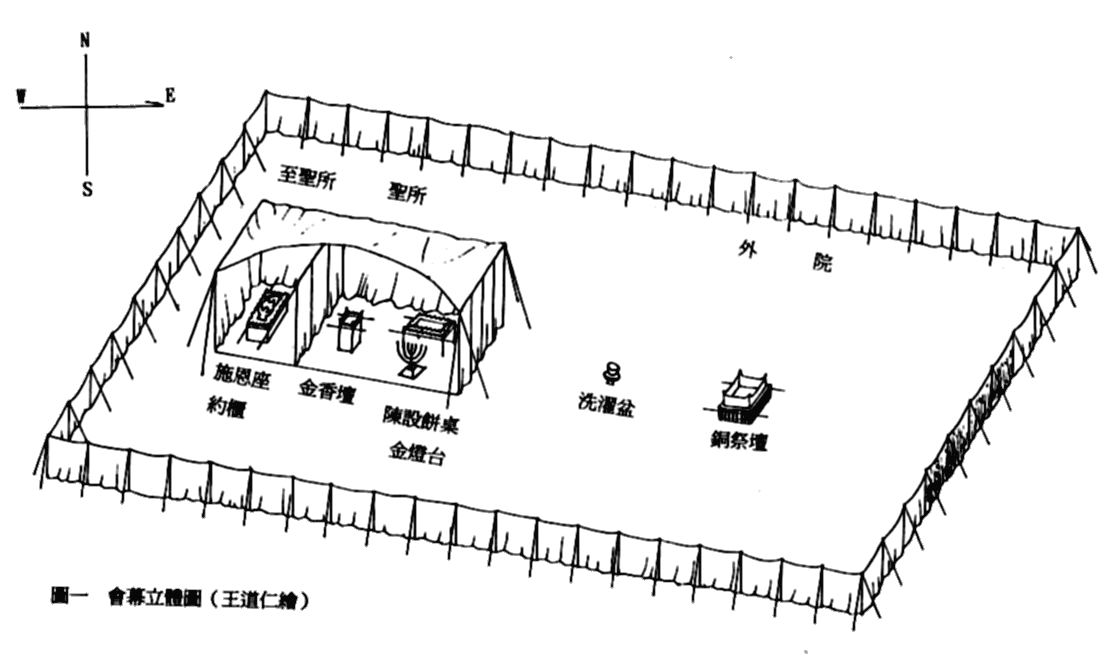 N
W E
S
至聖所 聖所
外院
施恩座 金香壇
約櫃
陳設餅桌
金燈台
洗濯盆
銅祭壇
圖一 會幕立體圖（王道仁繪）